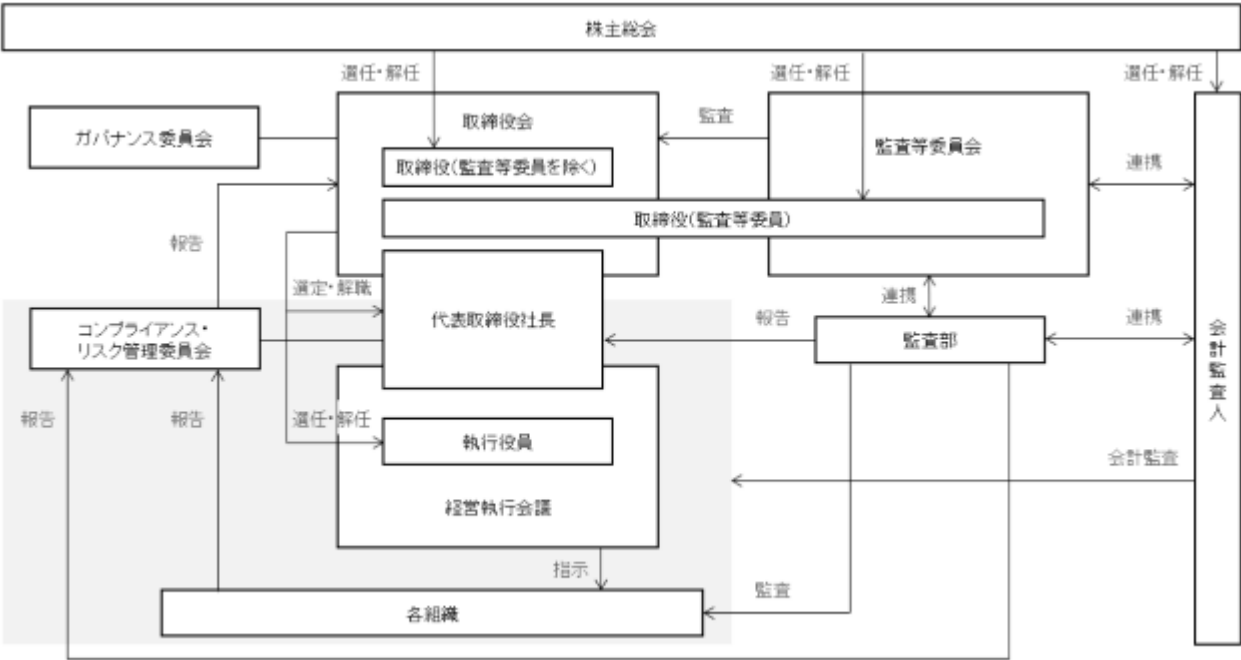 株主総会
選任・解任
選任・解任
選任・解任
ガバナンス委員会
取締役会
監査
監査等委員会
取締役(監査等委員を除く)
連携
取締役(監査等委員)
報告
選定・解職
代表取締役社長
連携
報告
監査部
連携
コンプライアンス・
リスク管理委員会
会計監査人
報告
報告
選任・解任
執行役員
会計監査
経営執行会議
指示
監査
各組織